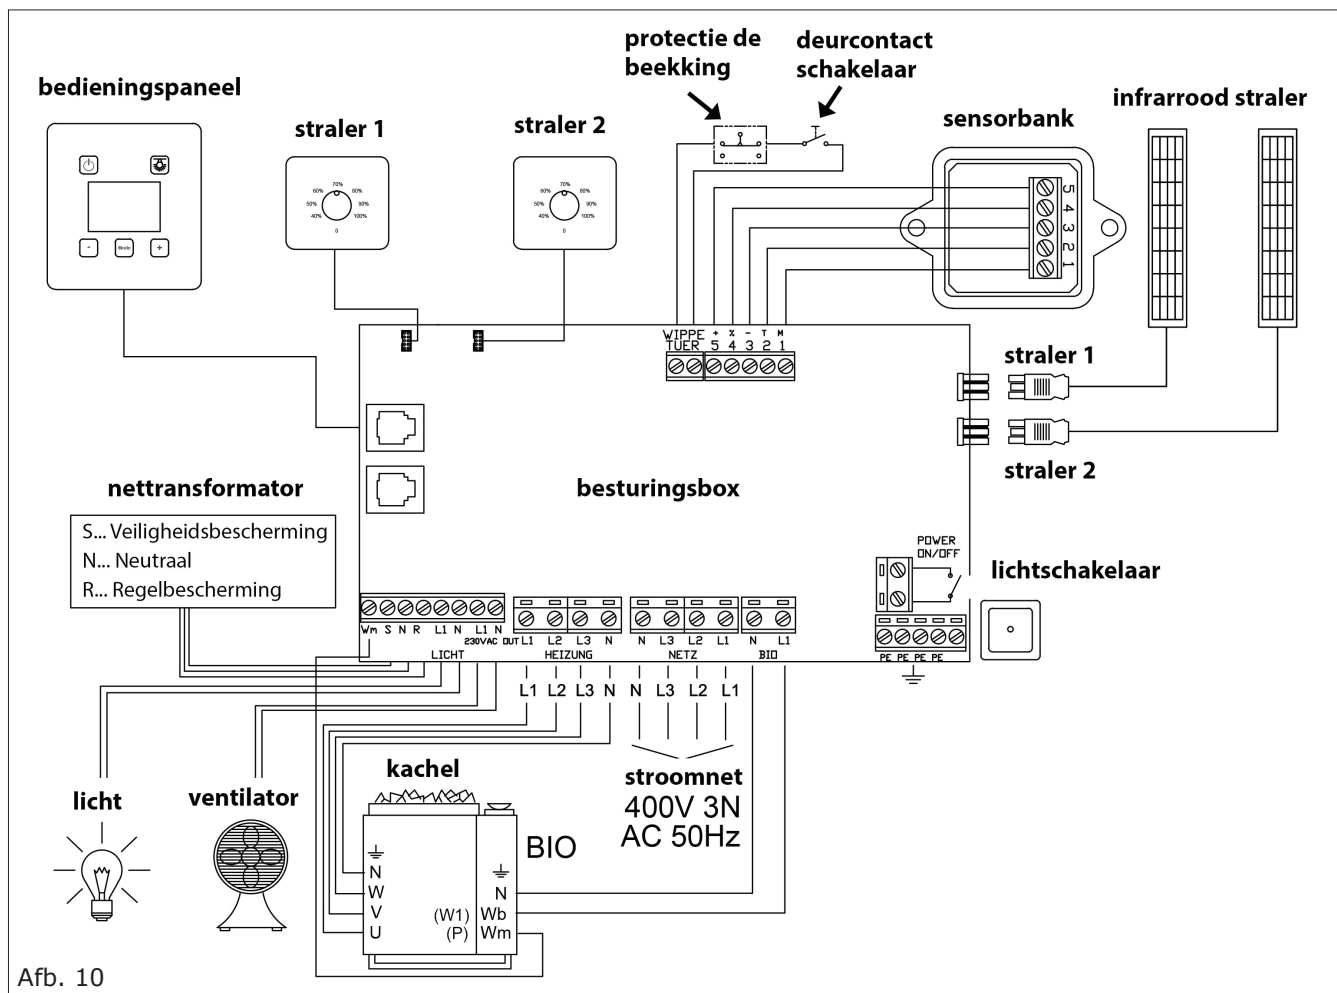 protectie de
beekking
deurcontact
schakelaar
bedieningspaneel
straler 1
straler 2
sensorbank
infrarrood straler
70%
60% 80%
50% 90%
40% 100%
0
70%
60% 80%
50% 90%
40% 100%
0
- Mode +
5
4
3
2
1
WIPPE + % - T M
TUER 5 4 3 2 1
straler 1
straler 2
nettransformator
S... Veiligheidsbescherming
N... Neutraal
R... Regelbescherming
besturingsbox
POWER
ON/OFF
lichtschakelaar
Wm S N R L1 N L1 N
230VAC OUT
LICHT
L1 L2 L3 N
HEIZUNG
N L3 L2 L1
NETZ
N L1
BIO
PE PE PE PE
L1 L2 L3 N N L3 L2 L1
licht
ventilator
kachel
stroomnet
400V 3N
AC 50Hz
BIO
N
W
V
U
N
(W1) Wb
(P) Wm
Afb. 10